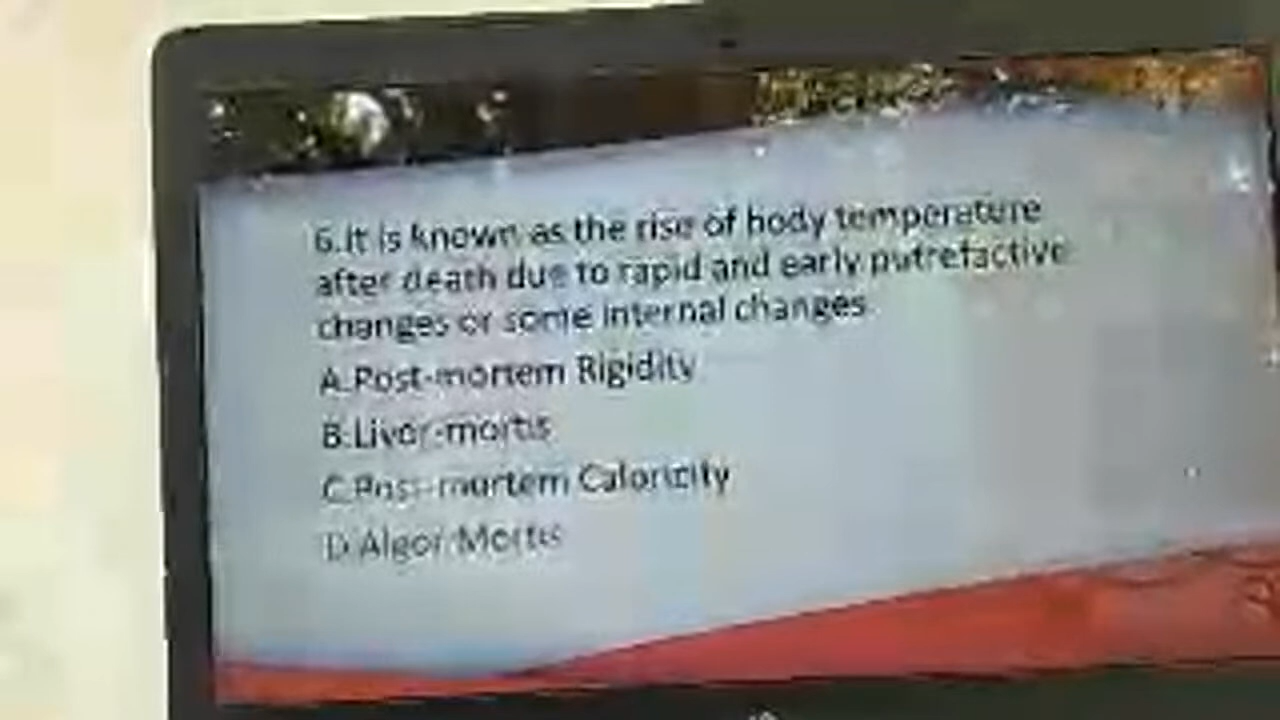 6.It is known as the rise of body temperature
after death due to rapid and early putrefactive
changes or some internal changes
A.Post-mortem Rigidity
B.Livor-mortis
C.Post-mortem Caloricity
D.Algor Mortis